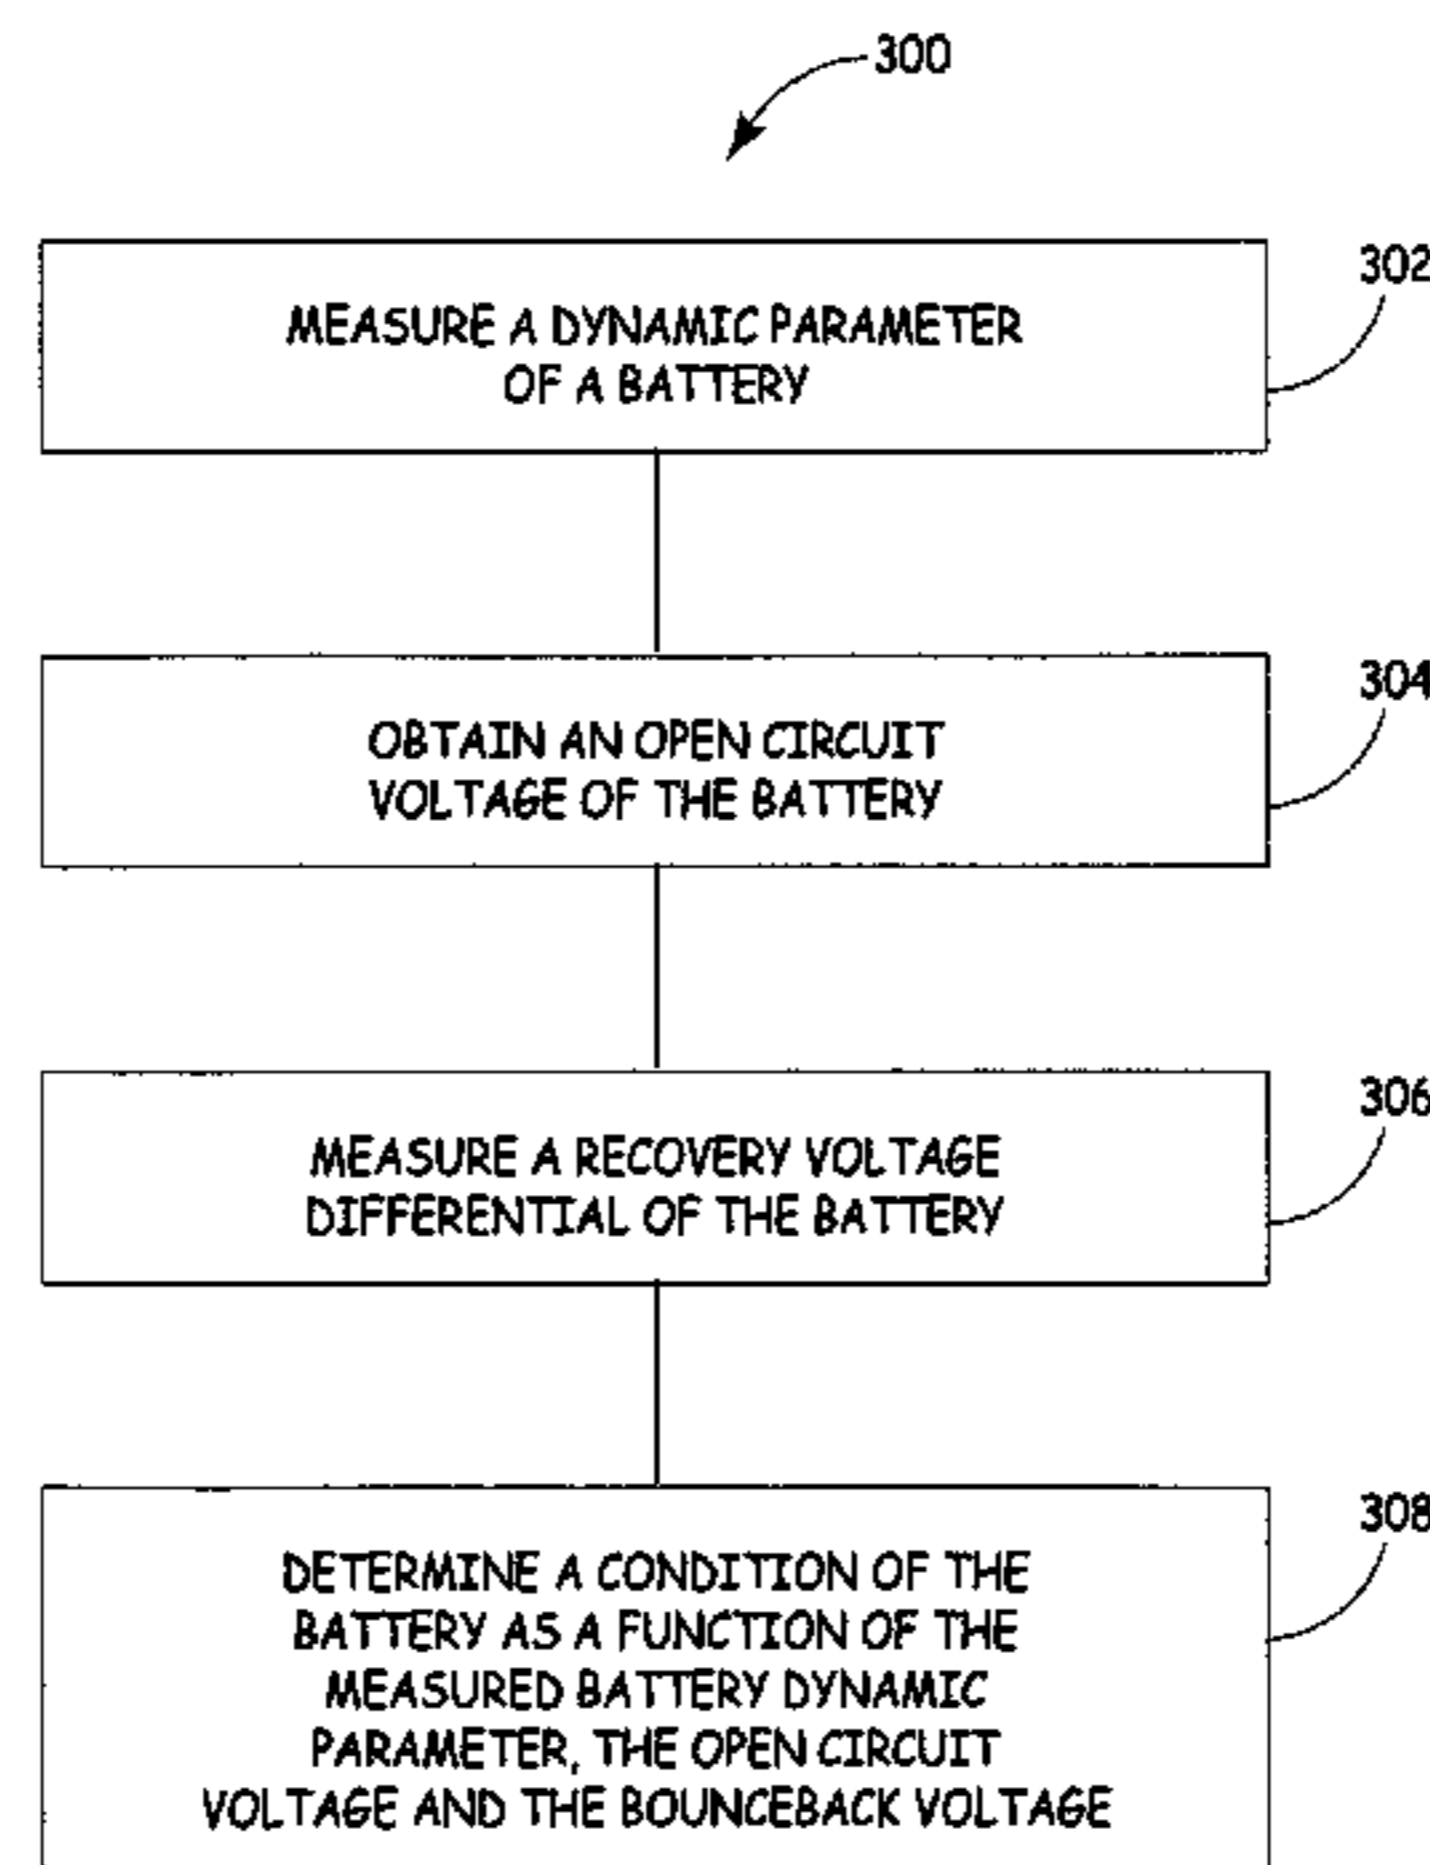 300
302
MEASURE A DYNAMIC PARAMETER
OF A BATTERY
304
OBTAIN AN OPEN CIRCUIT
VOLTAGE OF THE BATTERY
306
MEASURE A RECOVERY VOLTAGE
DIFFERENTIAL OF THE BATTERY
308
DETERMINE A CONDITION OF THE
BATTERY AS A FUNCTION OF THE
MEASURED BATTERY DYNAMIC
PARAMETER, THE OPEN CIRCUIT
VOLTAGE AND THE BOUNCEBACK VOLTAGE